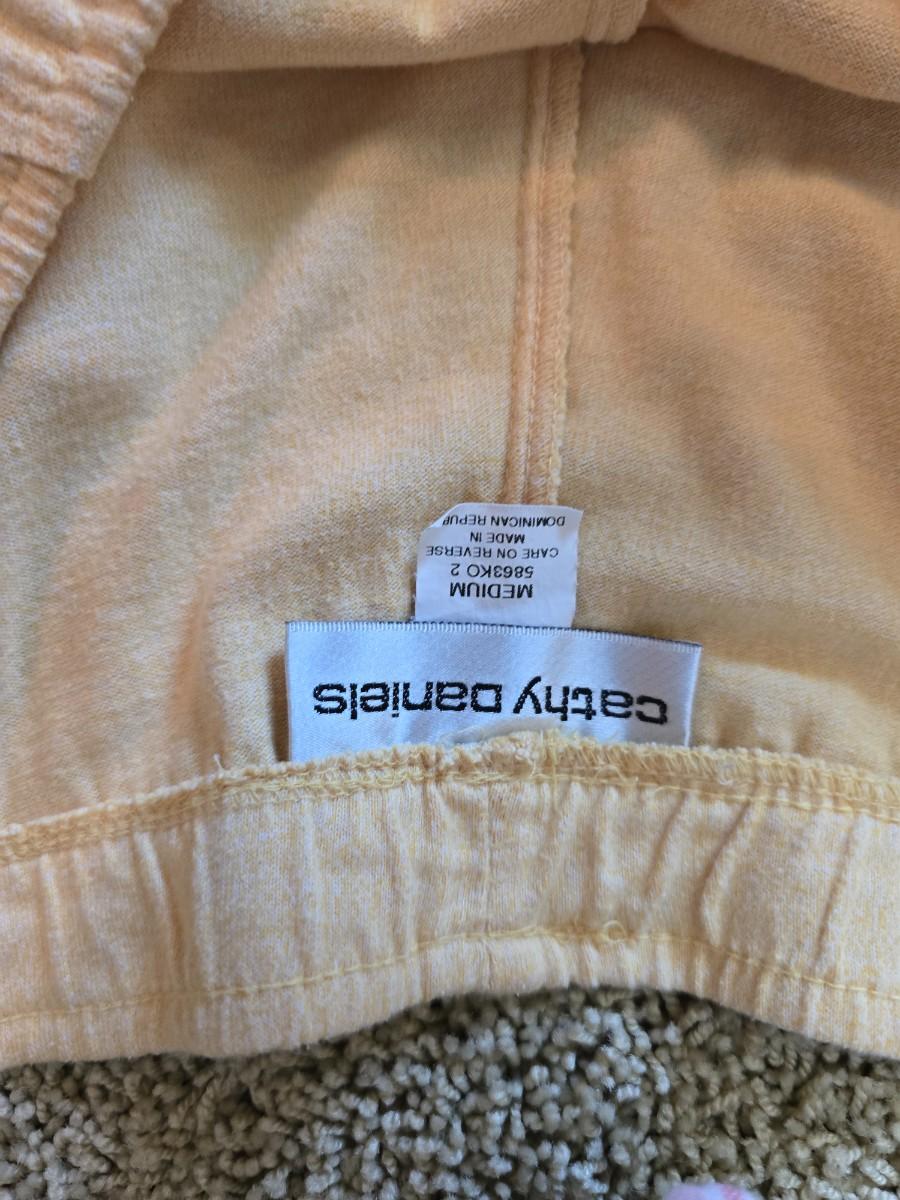 cathy Daniels
MEDIUM
5863KO 2
CARE ON REVERSE
MADE IN
DOMINICAN REPUB